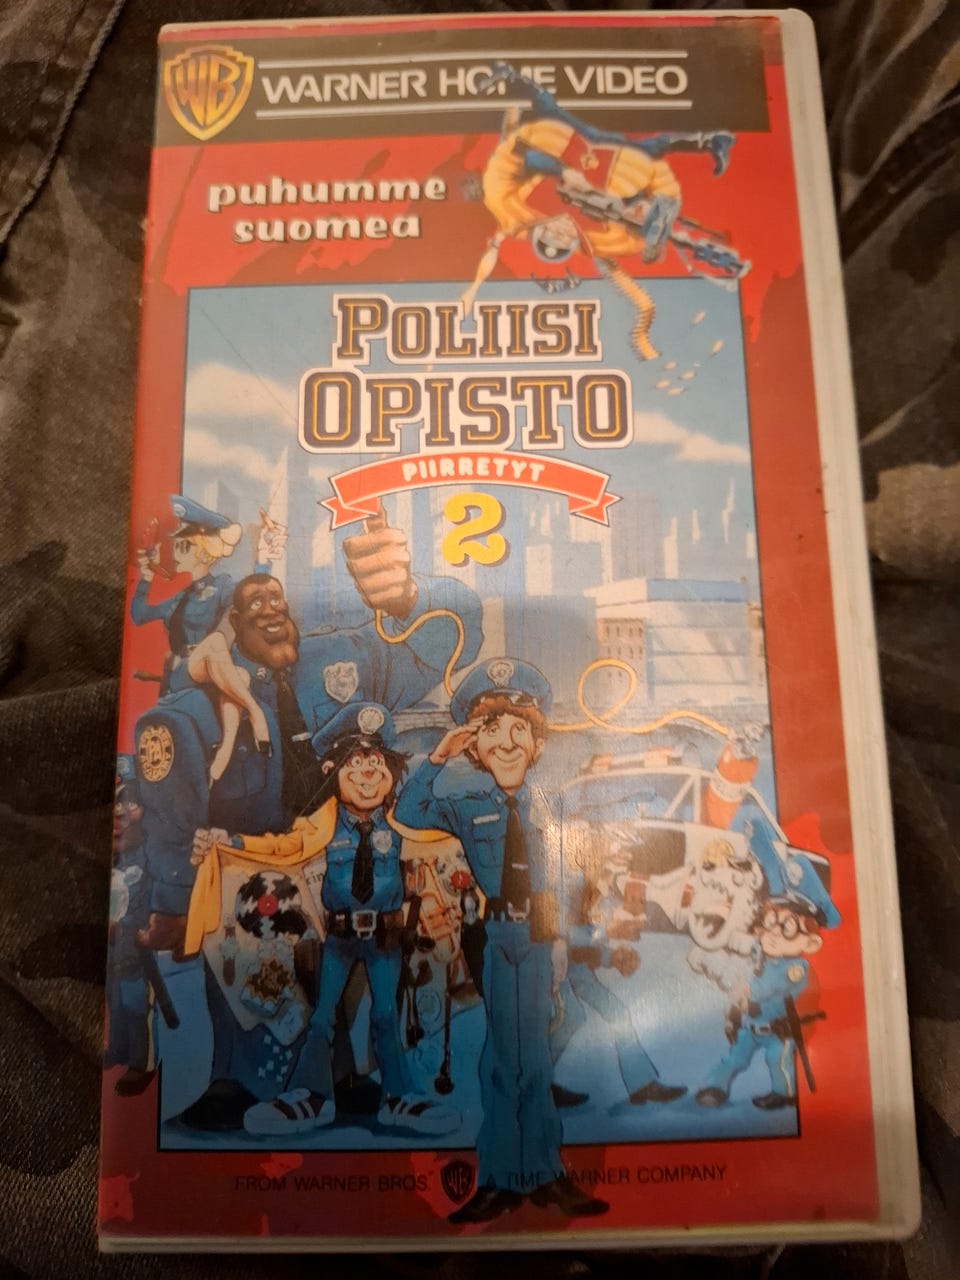 WB WARNER HOME VIDEO
puhumme
suomea
POLIISI
OPISTO
PIIRRETYT
2
FROM WARNER BROS. WB A TIME WARNER COMPANY